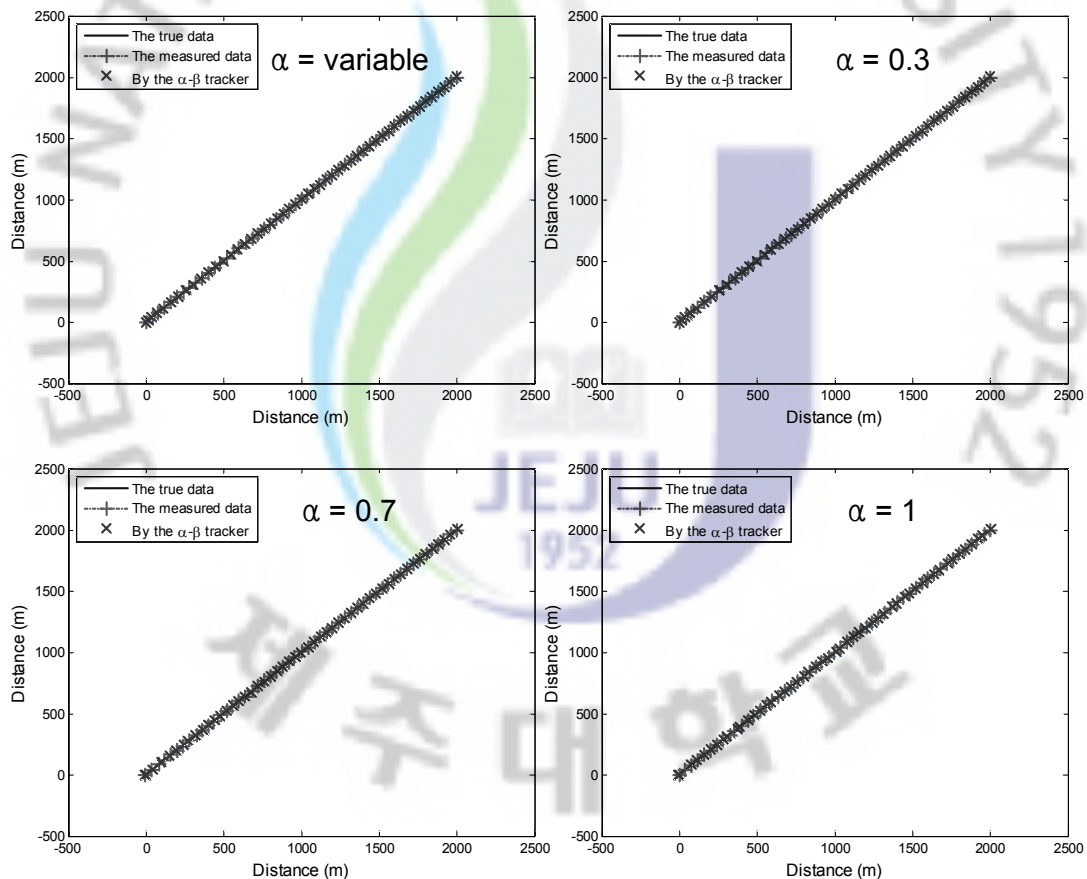 The true data
The measured data
By the α-β tracker
α = variable
2500
2000
1500
1000
500
0
-500
-500 0 500 1000 1500 2000 2500
Distance (m)
Distance (m)
The true data
The measured data
By the α-β tracker
α = 0.3
2500
2000
1500
1000
500
0
-500
-500 0 500 1000 1500 2000 2500
Distance (m)
Distance (m)
The true data
The measured data
By the α-β tracker
α = 0.7
2500
2000
1500
1000
500
0
-500
-500 0 500 1000 1500 2000 2500
Distance (m)
Distance (m)
The true data
The measured data
By the α-β tracker
α = 1
2500
2000
1500
1000
500
0
-500
-500 0 500 1000 1500 2000 2500
Distance (m)
Distance (m)
JEJU
1952
제주대학교